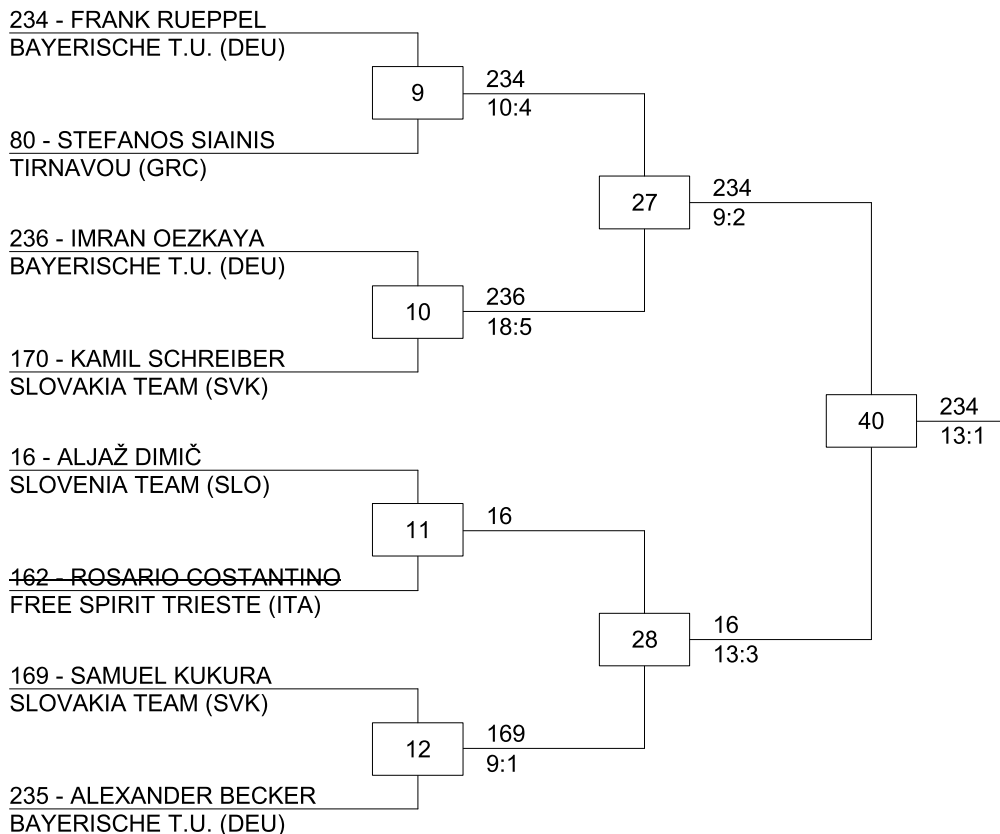 234 - FRANK RUEPPEL
BAYERISCHE T.U. (DEU)
9
234
10:4
80 - STEFANOS SIAINIS
TIRNAVOU (GRC)
27
234
9:2
236 - IMRAN OEZKAYA
BAYERISCHE T.U. (DEU)
10
236
18:5
170 - KAMIL SCHREIBER
SLOVAKIA TEAM (SVK)
40
234
13:1
16 - ALJAŽ DIMIČ
SLOVENIA TEAM (SLO)
11
16
162 - ROSARIO COSTANTINO
FREE SPIRIT TRIESTE (ITA)
28
16
13:3
169 - SAMUEL KUKURA
SLOVAKIA TEAM (SVK)
12
169
9:1
235 - ALEXANDER BECKER
BAYERISCHE T.U. (DEU)